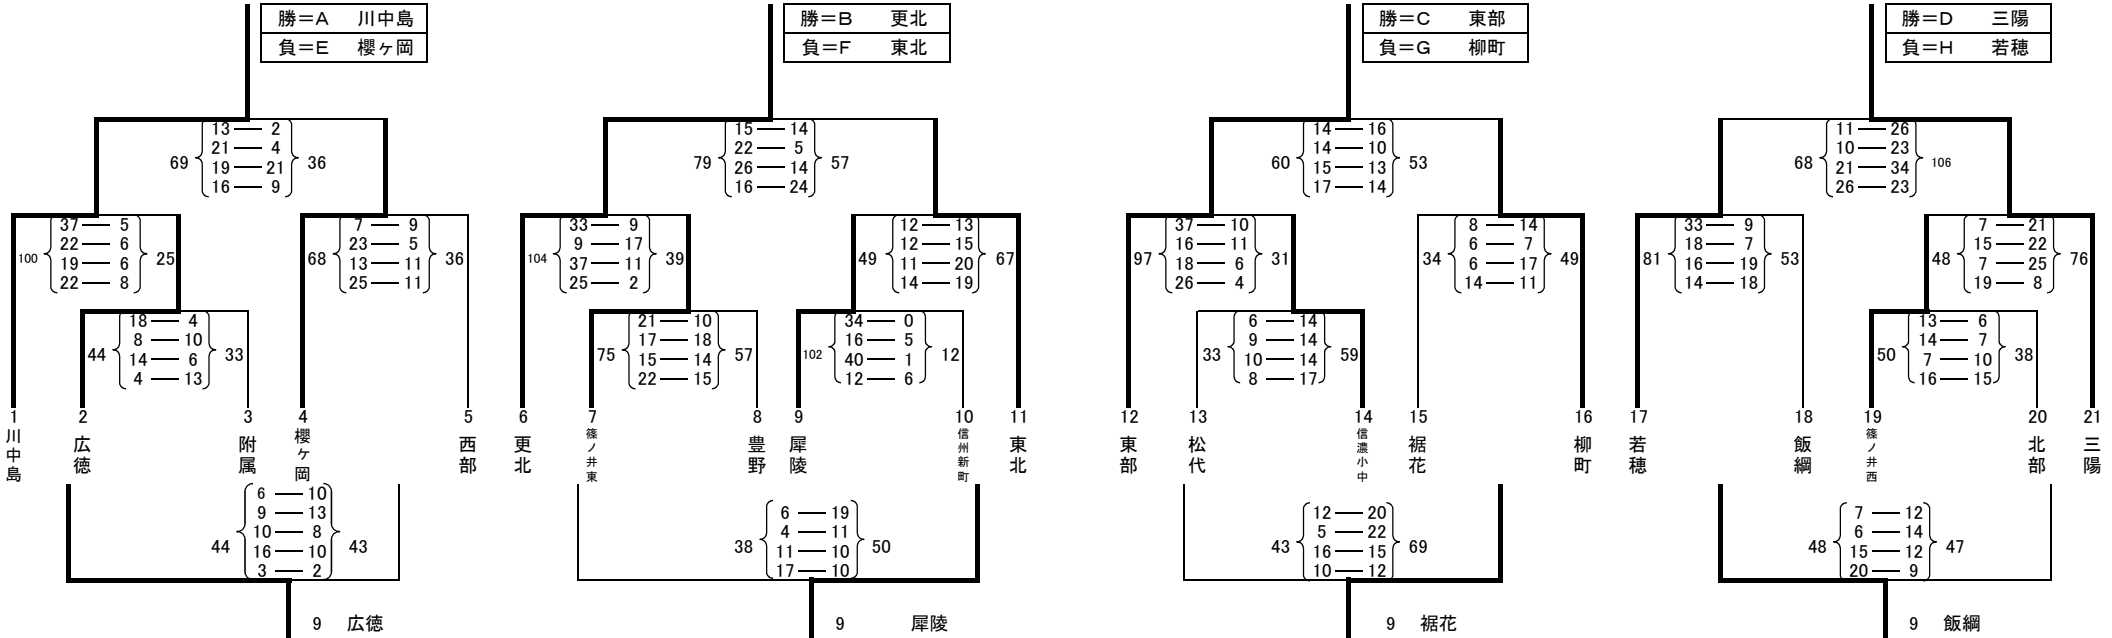 勝＝A 川中島
負＝E 櫻ヶ岡
勝＝B 更北
負＝F 東北
勝＝C 東部
負＝G 柳町
勝＝D 三陽
負＝H 若穂
69 36
13 ― 2
21 ― 4
19 ― 21
16 ― 9
79 57
15 ― 14
22 ― 5
26 ― 14
16 ― 24
60 53
14 ― 16
14 ― 10
15 ― 13
17 ― 14
68 106
11 ― 26
10 ― 23
21 ― 34
26 ― 23
100 25
37 ― 5
22 ― 6
19 ― 6
22 ― 8
68 36
7 ― 9
23 ― 5
13 ― 11
25 ― 11
104 39
33 ― 9
9 ― 17
37 ― 11
25 ― 2
49 67
12 ― 13
12 ― 15
11 ― 20
14 ― 19
97 31
37 ― 10
16 ― 11
18 ― 6
26 ― 4
34 49
8 ― 14
6 ― 7
6 ― 17
14 ― 11
81 53
33 ― 9
18 ― 7
16 ― 19
14 ― 18
48 76
7 ― 21
15 ― 22
7 ― 25
19 ― 8
44 33
18 ― 4
8 ― 10
14 ― 6
4 ― 13
75 57
21 ― 10
17 ― 18
15 ― 14
22 ― 15
102 12
34 ― 0
16 ― 5
40 ― 1
12 ― 6
33 59
6 ― 14
9 ― 14
10 ― 14
8 ― 17
50 38
13 ― 6
14 ― 7
7 ― 10
16 ― 15
1 川中島
2 広徳
3 附属
4 櫻ヶ岡
5 西部
6 更北
7 篠ノ井東
8 豊野
9 犀陵
10 信州新町
11 東北
12 東部
13 松代
14 信濃小中
15 裾花
16 柳町
17 若穂
18 飯綱
19 篠ノ井西
20 北部
21 三陽
44 43
6 ― 10
9 ― 13
10 ― 8
16 ― 10
3 ― 2
38 50
6 ― 19
4 ― 11
11 ― 10
17 ― 10
43 69
12 ― 20
5 ― 22
16 ― 15
10 ― 12
48 47
7 ― 12
6 ― 14
15 ― 12
20 ― 9
9 広徳
9 犀陵
9 裾花
9 飯綱